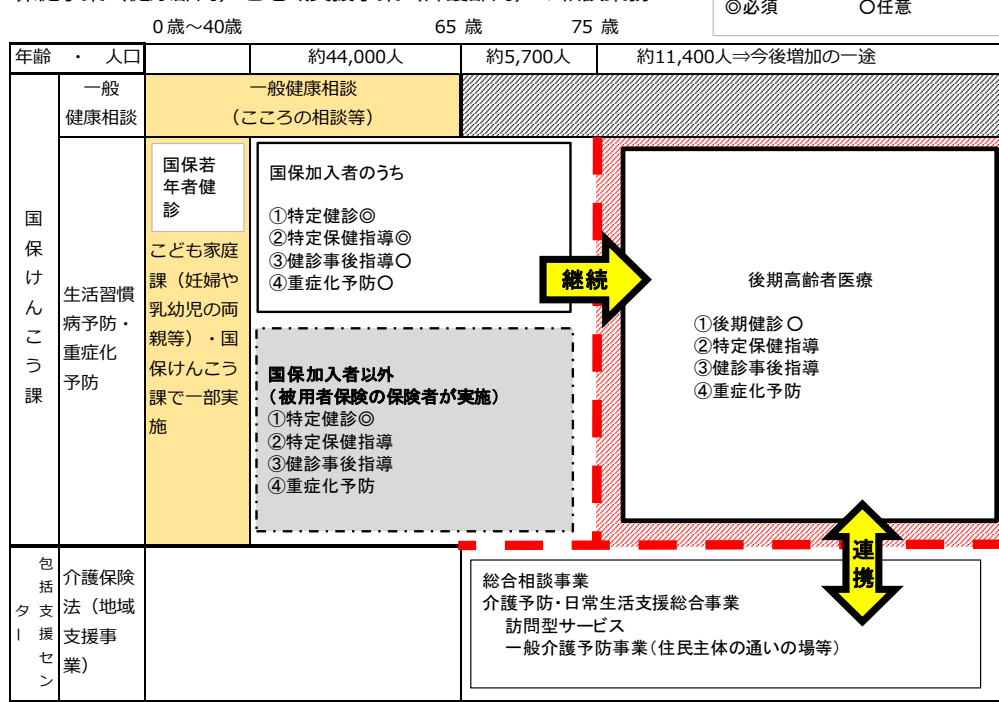 ◎必須 〇任意
0歳～40歳 65 歳 75 歳
年齢 ・ 人口 約44,000人 約5,700人 約11,400人⇒今後増加の一途
一般
健康相談
一般健康相談
（こころの相談等）
国保けんこう課
生活習慣
病予防・
重症化
予防
国保若
年者健
診
こども家庭
課（妊婦や
乳幼児の両
親等）・国
保けんこう
課で一部実
施
国保加入者のうち
①特定健診◎
②特定保健指導◎
③健診事後指導〇
④重症化予防〇
継続
国保加入者以外
（被用者保険の保険者が実施）
①特定健診◎
②特定保健指導
③健診事後指導
④重症化予防
後期高齢者医療
①後期健診〇
②特定保健指導
③健診事後指導
④重症化予防
連携
包括支援セン
ター
介護保険
法（地域
支援事
業）
総合相談事業
介護予防・日常生活支援総合事業
訪問型サービス
一般介護予防事業（住民主体の通いの場等）